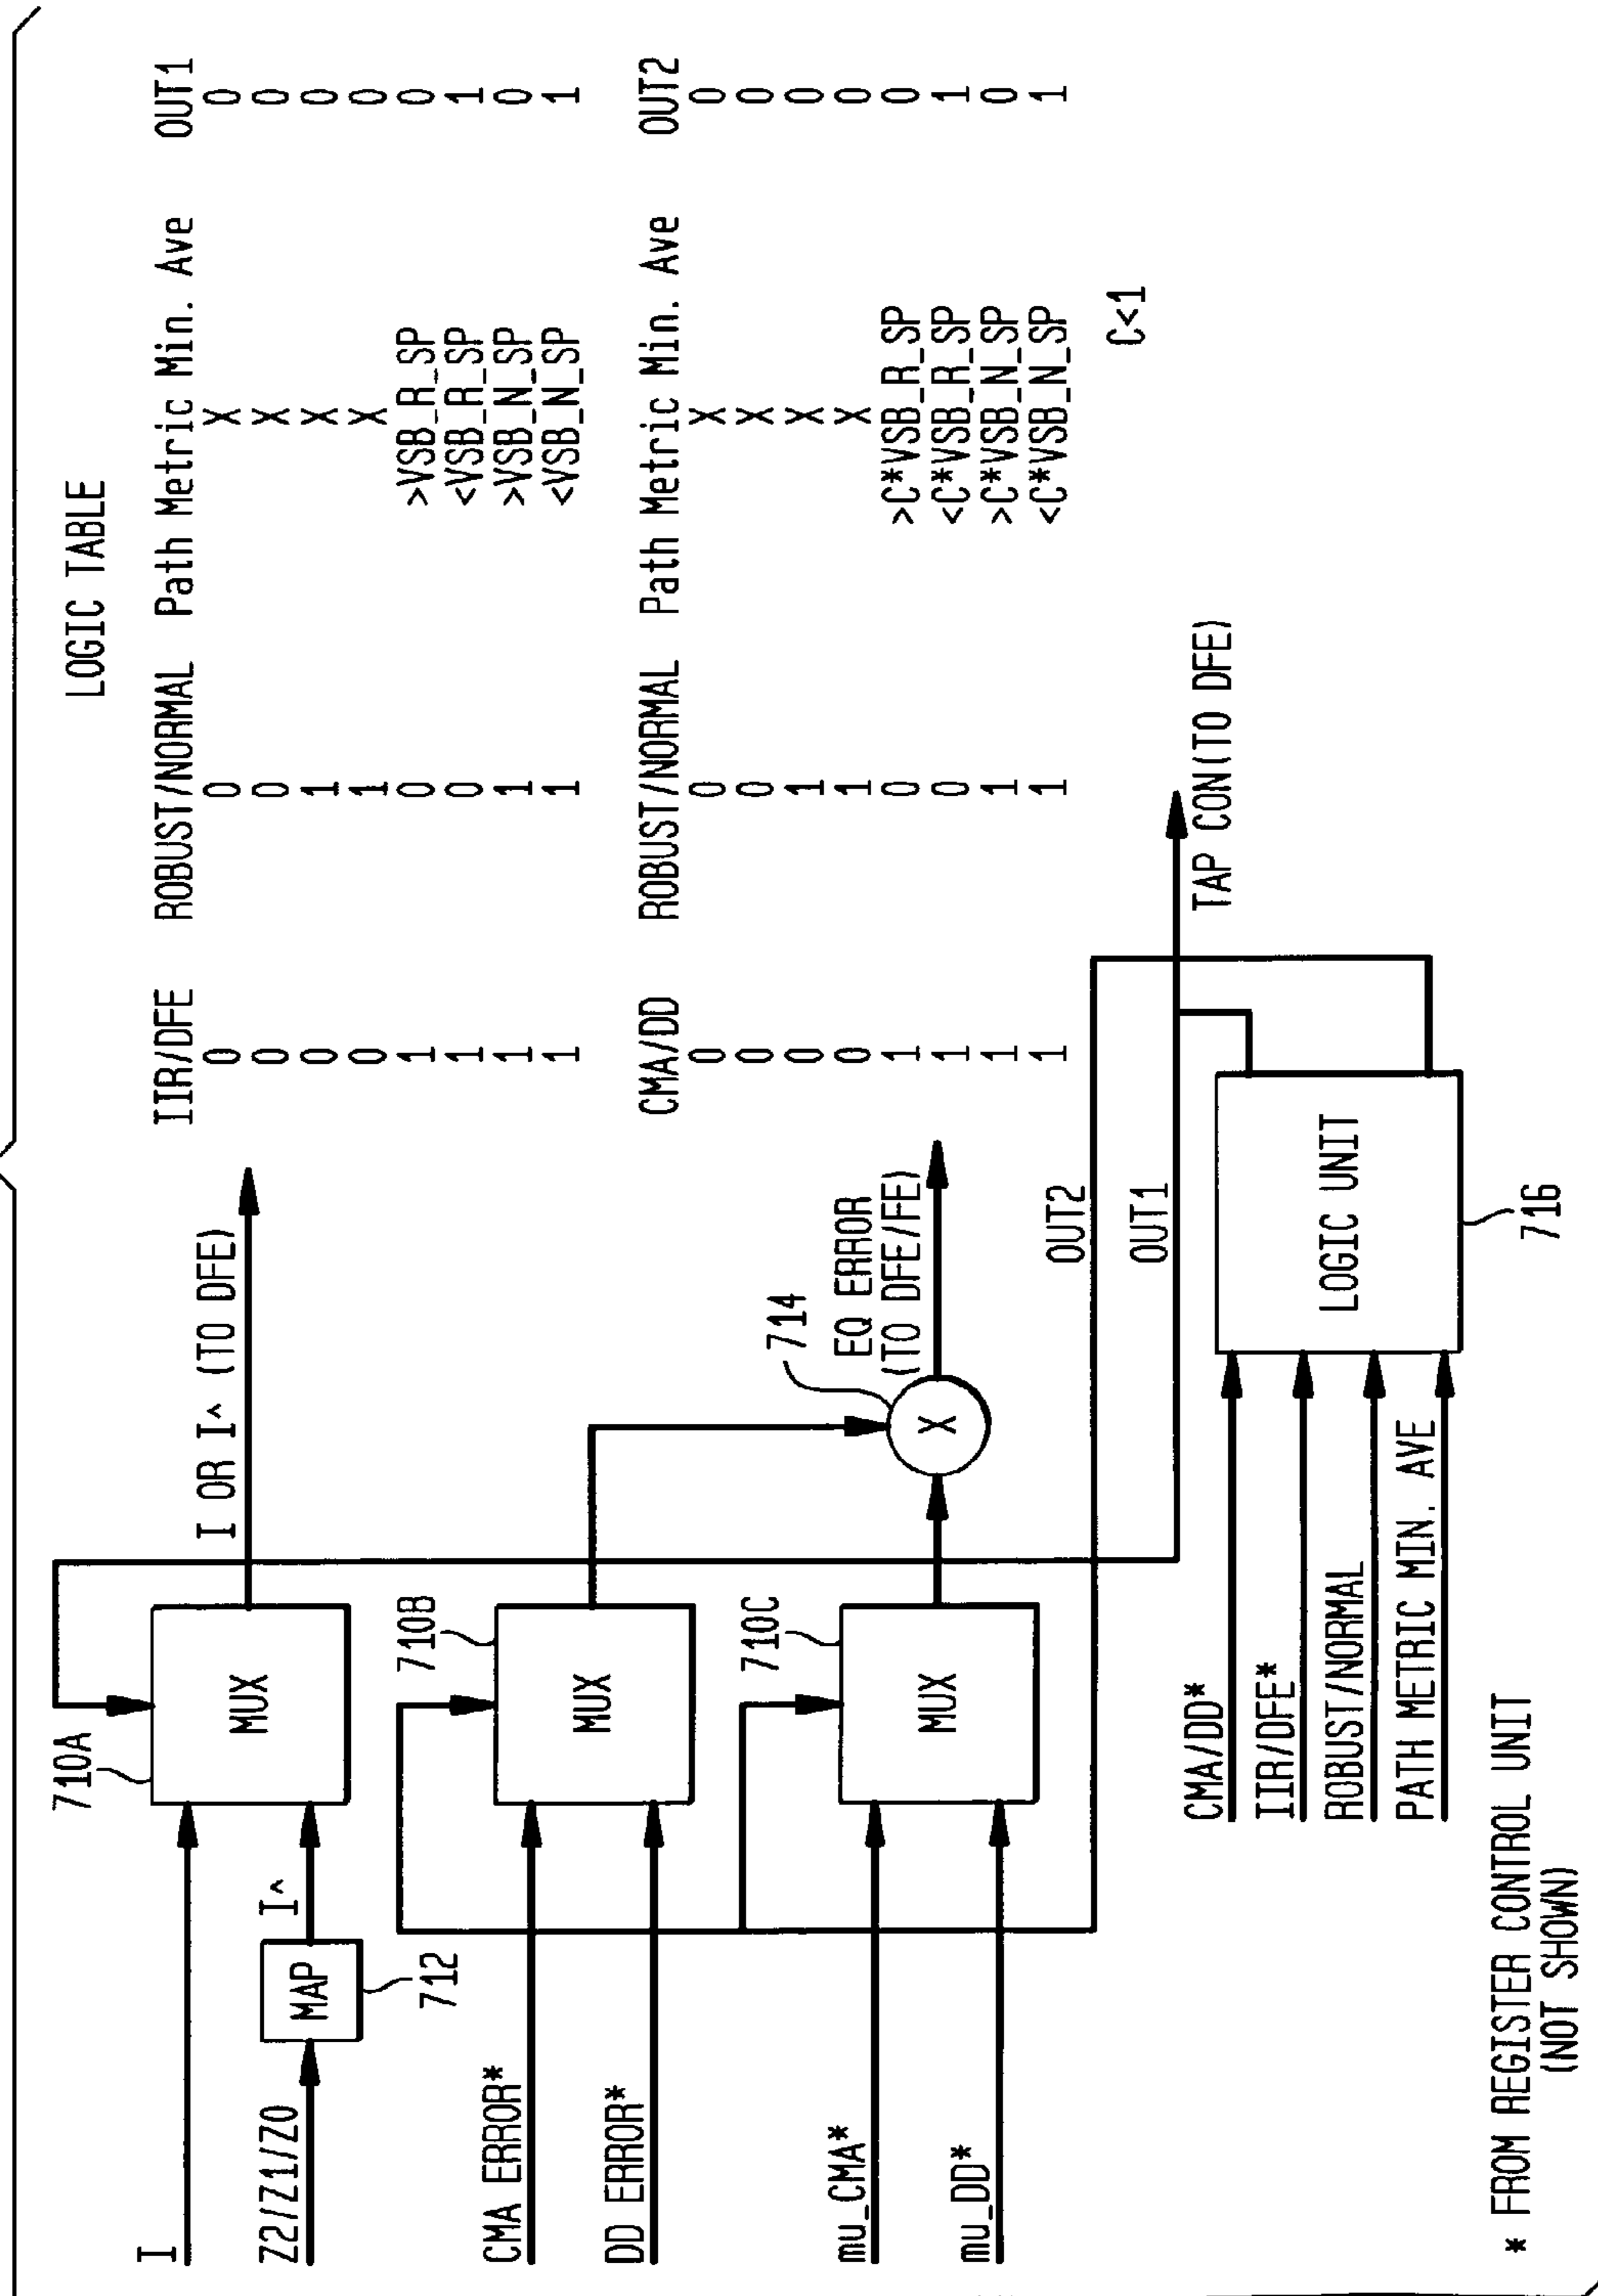 LOGIC TABLE
IIR/DFE ROBUST/NORMAL Path Metric Min. Ave OUT1
0 0 X 0
0 0 X 0
0 1 X 0
0 1 X 0
1 0 >VSB_R_SP 0
1 0 <VSB_R_SP 1
1 1 >VSB_N_SP 0
1 1 <VSB_N_SP 1
CMA/DD ROBUST/NORMAL Path Metric Min. Ave OUT2
0 0 X 0
0 0 X 0
0 1 X 0
0 1 X 0
1 0 >C*VSB_R_SP 0
1 0 <C*VSB_R_SP 1
1 1 >C*VSB_N_SP 0
1 1 <C*VSB_N_SP 1
C<1
710A
I
MUX
I OR I^ (TO DFE)
Z2/Z1/Z0
MAP
I^
712
710B
CMA ERROR*
MUX
DD ERROR*
710C
mu_CMA*
MUX
mu_DD*
714
X
EQ ERROR
(TO DFE/FE)
OUT2
OUT1
TAP CON(TO DFE)
CMA/DD*
IIR/DFE*
ROBUST/NORMAL
PATH METRIC MIN. AVE
LOGIC UNIT
716
* FROM REGISTER CONTROL UNIT
(NOT SHOWN)